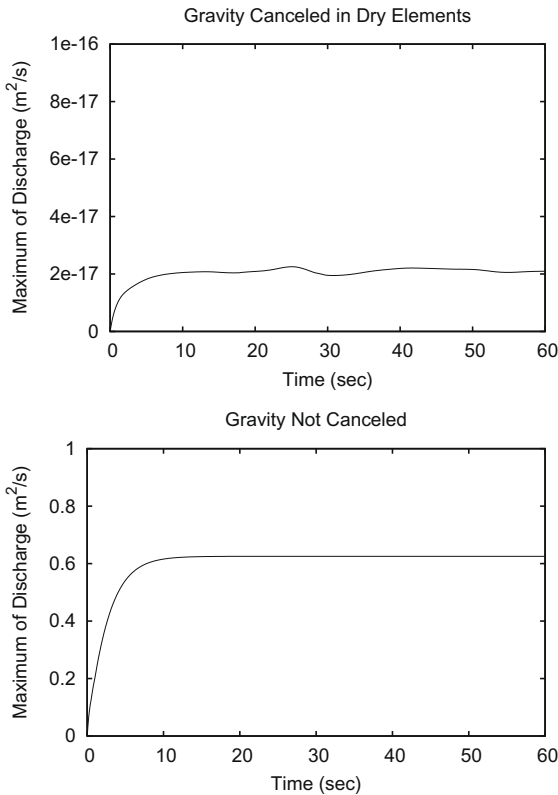 Gravity Canceled in Dry Elements
Maximum of Discharge (m²/s)
1e-16
8e-17
6e-17
4e-17
2e-17
0
0 10 20 30 40 50 60
Time (sec)
Gravity Not Canceled
Maximum of Discharge (m²/s)
1
0.8
0.6
0.4
0.2
0
0 10 20 30 40 50 60
Time (sec)